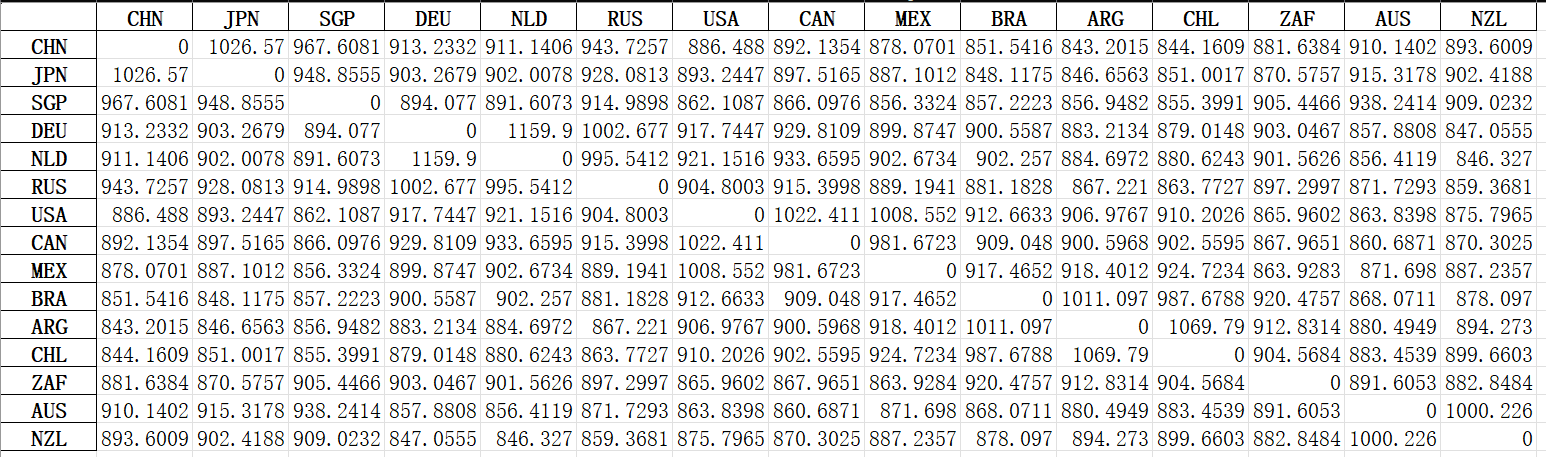 CHN JPN SGP DEU NLD RUS USA CAN MEX BRA ARG CHL ZAF AUS NZL
CHN 0 1026.57 967.6081 913.2332 911.1406 943.7257 886.488 892.1354 878.0701 851.5416 843.2015 844.1609 881.6384 910.1402 893.6009
JPN 1026.57 0 948.8555 903.2679 902.0078 928.0813 893.2447 897.5165 887.1012 848.1175 846.6563 851.0017 870.5757 915.3178 902.4188
SGP 967.6081 948.8555 0 894.077 891.6073 914.9898 862.1087 866.0976 856.3324 857.2223 856.9482 855.3991 905.4466 938.2414 909.0232
DEU 913.2332 903.2679 894.077 0 1159.9 1002.677 917.7447 929.8109 899.8747 900.5587 883.2134 879.0148 903.0467 857.8808 847.0555
NLD 911.1406 902.0078 891.6073 1159.9 0 995.5412 921.1516 933.6595 902.6734 902.257 884.6972 880.6243 901.5626 856.4119 846.327
RUS 943.7257 928.0813 914.9898 1002.677 995.5412 0 904.8003 915.3998 889.1941 881.1828 867.221 863.7727 897.2997 871.7293 859.3681
USA 886.488 893.2447 862.1087 917.7447 921.1516 904.8003 0 1022.411 1008.552 912.6633 906.9767 910.2026 865.9602 863.8398 875.7965
CAN 892.1354 897.5165 866.0976 929.8109 933.6595 915.3998 1022.411 0 981.6723 909.048 900.5968 902.5595 867.9651 860.6871 870.3025
MEX 878.0701 887.1012 856.3324 899.8747 902.6734 889.1941 1008.552 981.6723 0 917.4652 918.4012 924.7234 863.9283 871.698 887.2357
BRA 851.5416 848.1175 857.2223 900.5587 902.257 881.1828 912.6633 909.048 917.4652 0 1011.097 987.6788 920.4757 868.0711 878.097
ARG 843.2015 846.6563 856.9482 883.2134 884.6972 867.221 906.9767 900.5968 918.4012 1011.097 0 1069.79 912.8314 880.4949 894.273
CHL 844.1609 851.0017 855.3991 879.0148 880.6243 863.7727 910.2026 902.5595 924.7234 987.6788 1069.79 0 904.5684 883.4539 899.6603
ZAF 881.6384 870.5757 905.4466 903.0467 901.5626 897.2997 865.9602 867.9651 863.9284 920.4757 912.8314 904.5684 0 891.6053 882.8484
AUS 910.1402 915.3178 938.2414 857.8808 856.4119 871.7293 863.8398 860.6871 871.698 868.0711 880.4949 883.4539 891.6053 0 1000.226
NZL 893.6009 902.4188 909.0232 847.0555 846.327 859.3681 875.7965 870.3025 887.2357 878.097 894.273 899.6603 882.8484 1000.226 0